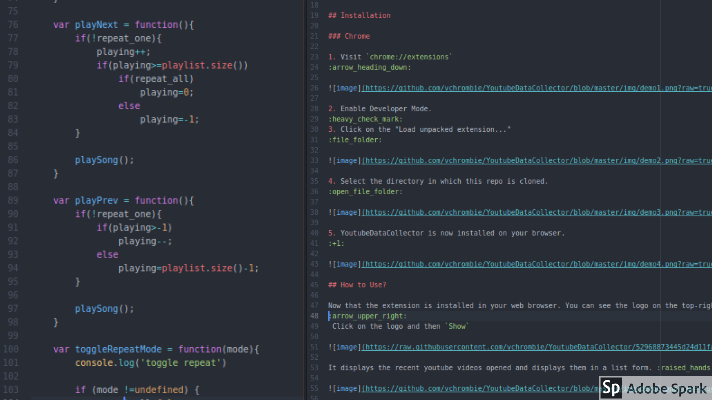 75 }
76 var playNext = function(){
77 if(!repeat_one){
78 playing++;
79 if(playing>=playlist.size())
80 if(repeat_all)
81 playing=0;
82 else
83 playing=-1;
84 }
85
86 playSong();
87 }
88
89 var playPrev = function(){
90 if(!repeat_one){
91 if(playing>-1)
92 playing--;
93 else
94 playing=playlist.size()-1;
95 }
96
97 playSong();
98 }
99
100 var toggleRepeatMode = function(mode){
101 console.log('toggle repeat')
102
103 if (mode !=undefined) {
18
19 ## Installation
20
21 ### Chrome
22
23 1. Visit `chrome://extensions`
24 :arrow_heading_down:
25
26 ![image](https://github.com/vchrombie/YoutubeDataCollector/blob/master/img/demo1.png?raw=true
27
28 2. Enable Developer Mode.
29 :heavy_check_mark:
30 3. Click on the "Load unpacked extension..."
31 :file_folder:
32
33 ![image](https://github.com/vchrombie/YoutubeDataCollector/blob/master/img/demo2.png?raw=true
34
35 4. Select the directory in which this repo is cloned.
36 :open_file_folder:
37
38 ![image](https://github.com/vchrombie/YoutubeDataCollector/blob/master/img/demo3.png?raw=true
39
40 5. YoutubeDataCollector is now installed on your browser.
41 :+1:
42
43 ![image](https://github.com/vchrombie/YoutubeDataCollector/blob/master/img/demo4.png?raw=true
44
45 ## How to Use?
46
47 Now that the extension is installed in your web browser. You can see the logo on the top-righ
48 :arrow_upper_right:
49 Click on the logo and then `Show`
50
51 ![image](https://raw.githubusercontent.com/vchrombie/YoutubeDataCollector/52968873445d24d11f
52
53 It displays the recent youtube videos opened and displays them in a list form. :raised_hands
54
55 ![image](https://github.com/vchrombie/YoutubeDataCollector/blob/master/img/
Sp Adobe Spark